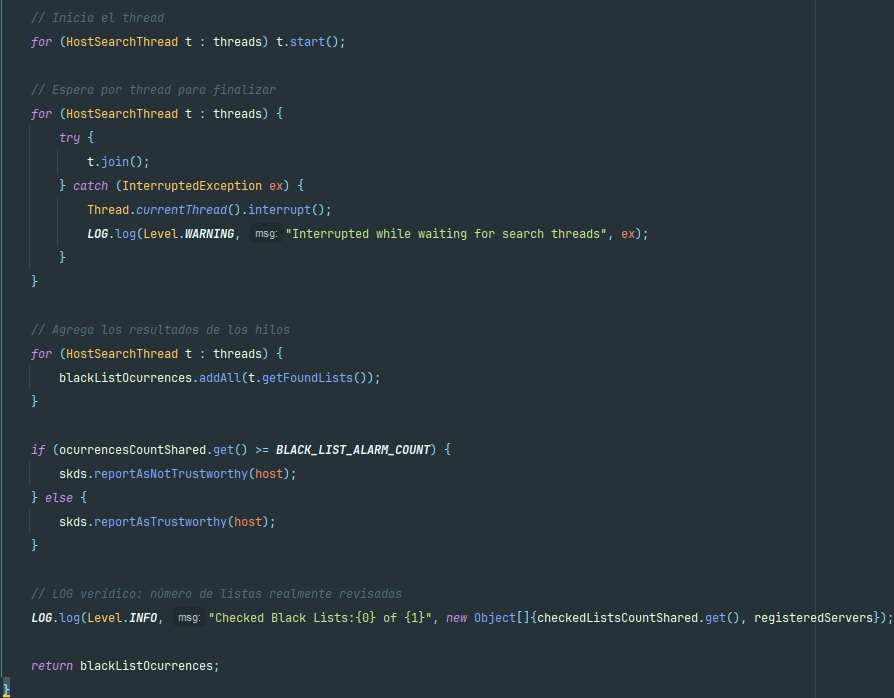 // Inicia el thread
for (HostSearchThread t : threads) t.start();
// Espera por thread para finalizar
for (HostSearchThread t : threads) {
try {
t.join();
} catch (InterruptedException ex) {
Thread.currentThread().interrupt();
LOG.log(Level.WARNING, msg: "Interrupted while waiting for search threads", ex);
}
}
// Agrega los resultados de los hilos
for (HostSearchThread t : threads) {
blackListOcurrences.addAll(t.getFoundLists());
}
if (ocurrencesCountShared.get() >= BLACK_LIST_ALARM_COUNT) {
skds.reportAsNotTrustworthy(host);
} else {
skds.reportAsTrustworthy(host);
}
// LOG verídico: número de listas realmente revisadas
LOG.log(Level.INFO, msg: "Checked Black Lists:{0} of {1}", new Object[]{checkedListsCountShared.get(), registeredServers});
return blackListOcurrences;
}